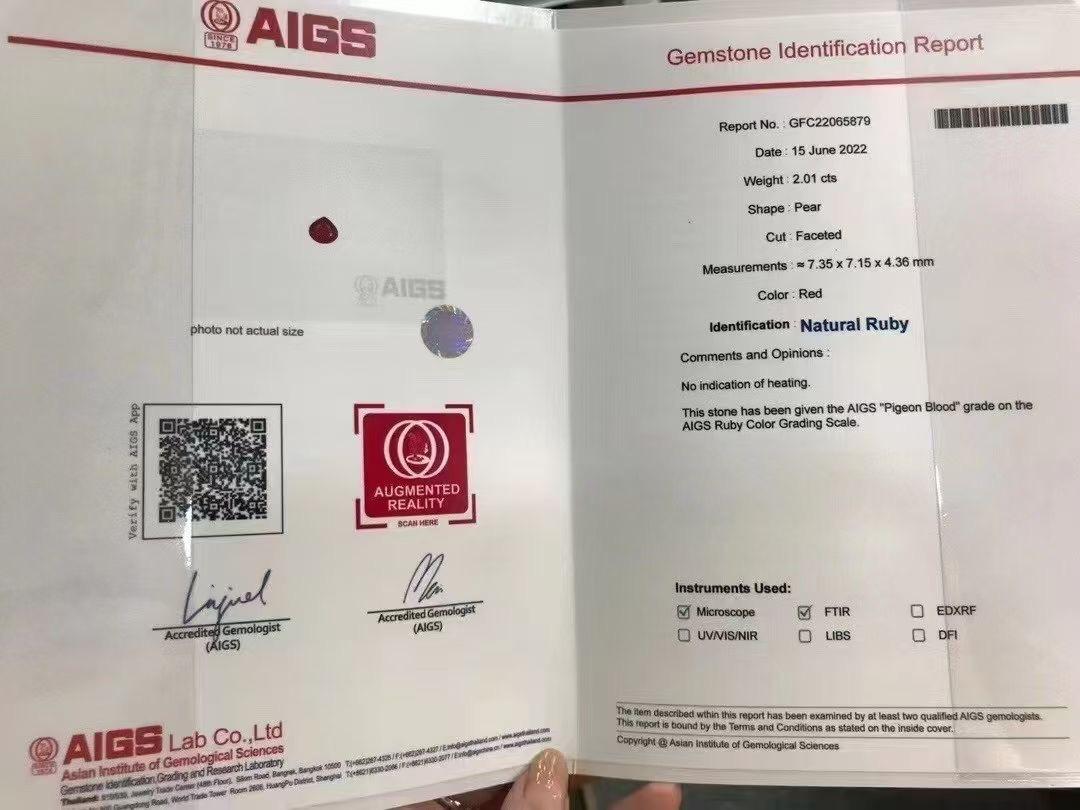 SINCE
1978
AIGS
AIGS
photo not actual size
Verify with AIGS App
AUGMENTED
REALITY
SCAN HERE
Accredited Gemologist
(AIGS)
Accredited Gemologist
(AIGS)
AIGS Lab Co.,Ltd
Asian Institute of Gemological Sciences
Gemstone Identification,Grading and Research Laboratory
Gemstone Identification Report
Report No. : GFC22065879
Date : 15 June 2022
Weight : 2.01 cts
Shape : Pear
Cut : Faceted
Measurements : ≈ 7.35 x 7.15 x 4.36 mm
Color : Red
Identification : Natural Ruby
Comments and Opinions :
No indication of heating.
This stone has been given the AIGS "Pigeon Blood" grade on the
AIGS Ruby Color Grading Scale.
Instruments Used:
Microscope FTIR EDXRF
UV/VIS/NIR LIBS DFI
The item described within this report has been examined by at least two qualified AIGS gemologists.
This report is bound by the Terms and Conditions as stated on the inside cover.
Copyright @ Asian Institute of Gemological Sciences